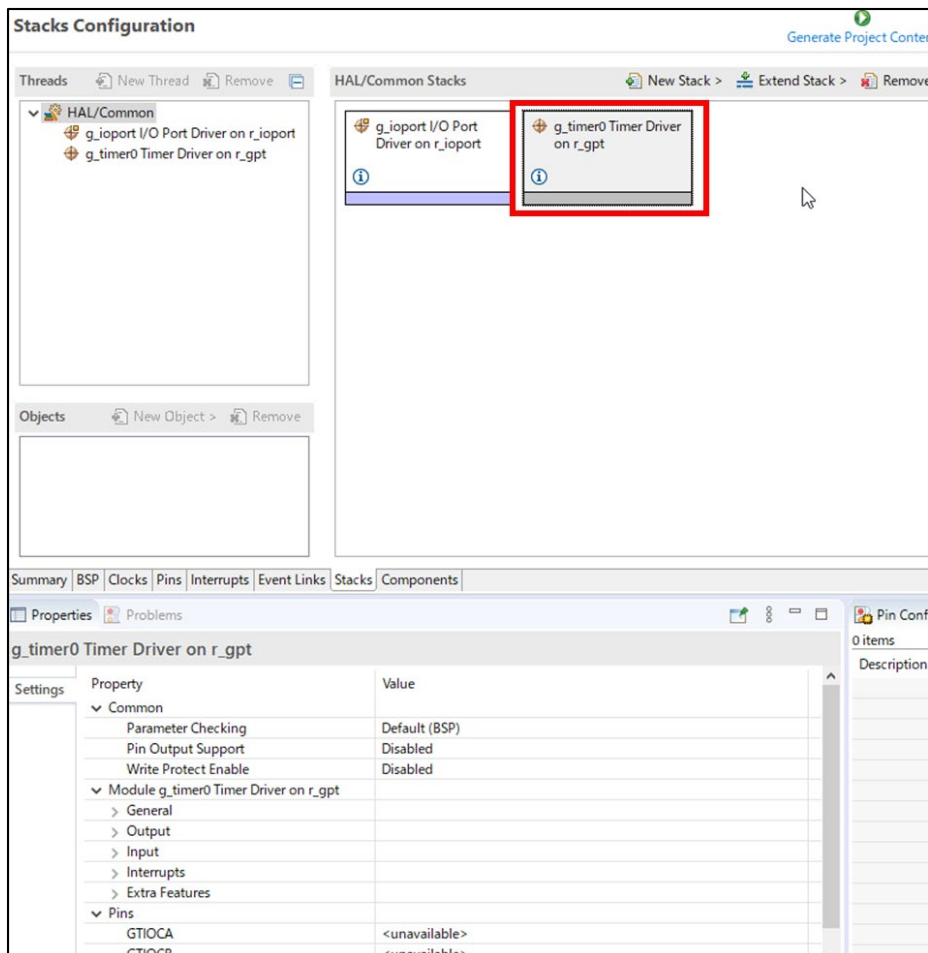 Stacks Configuration
Generate Project Conten
Threads New Thread Remove
HAL/Common Stacks New Stack > Extend Stack > Remove
HAL/Common
g_ioport I/O Port Driver on r_ioport
g_timer0 Timer Driver on r_gpt
g_ioport I/O Port
Driver on r_ioport
g_timer0 Timer Driver
on r_gpt
Objects New Object > Remove
Summary BSP Clocks Pins Interrupts Event Links Stacks Components
Properties Problems
Pin Conf
0 items
Description
g_timer0 Timer Driver on r_gpt
Settings
Property Value
Common
Parameter Checking Default (BSP)
Pin Output Support Disabled
Write Protect Enable Disabled
Module g_timer0 Timer Driver on r_gpt
General
Output
Input
Interrupts
Extra Features
Pins
GTIOCA <unavailable>